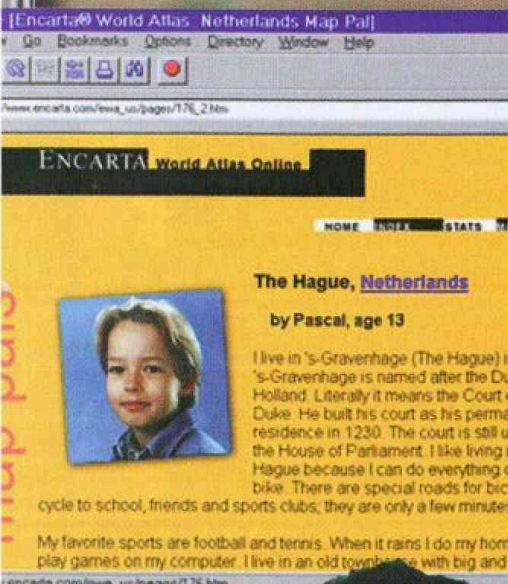 [Encarta® World Atlas Netherlands Map Pal]
Go Bookmarks Options Directory Window Help
/www.encarta.com/ewa_us/pages/176_2.htm
ENCARTA World Atlas Online
HOME INDEX STATS
map pals
The Hague, Netherlands
by Pascal, age 13
I live in 's-Gravenhage (The Hague) i
's-Gravenhage is named after the Du
Holland. Literally it means the Court
Duke. He built his court as his perma
residence in 1230. The court is still u
the House of Parliament. I like living i
Hague because I can do everything
bike. There are special roads for bic
cycle to school, friends and sports clubs; they are only a few minutes
My favorite sports are football and tennis. When it rains I do my hom
play games on my computer. I live in an old townhouse with big and